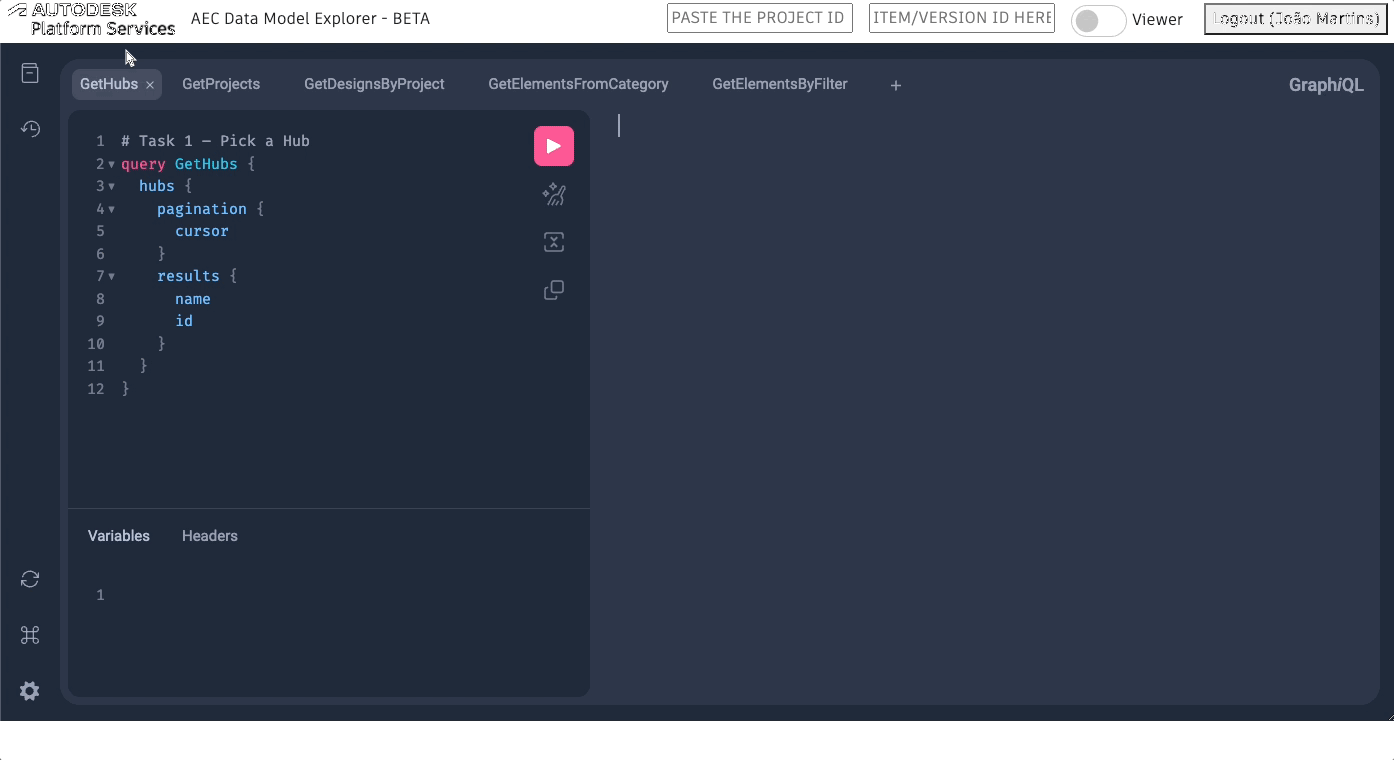 AUTODESK
Platform Services
AEC Data Model Explorer - BETA
PASTE THE PROJECT ID
ITEM/VERSION ID HERE
Viewer
Logout (João Martins)
GetHubs ×
GetProjects
GetDesignsByProject
GetElementsFromCategory
GetElementsByFilter
+
GraphiQL
1 # Task 1 – Pick a Hub
2 query GetHubs {
3 hubs {
4 pagination {
5 cursor
6 }
7 results {
8 name
9 id
10 }
11 }
12 }
Variables
Headers
1